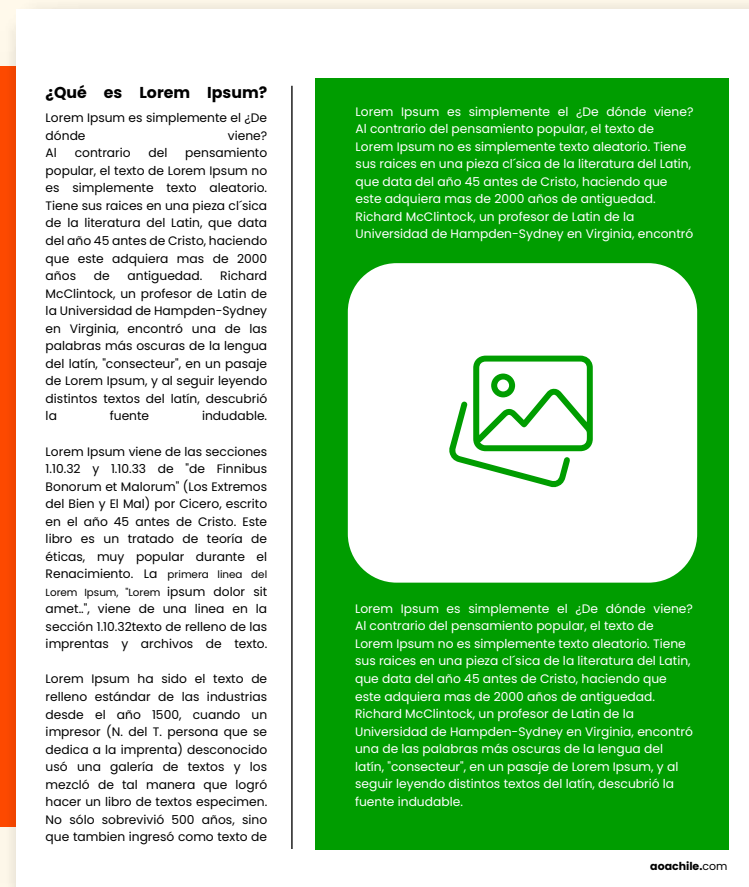 ¿Qué es Lorem Ipsum?
Lorem Ipsum es simplemente el ¿De
dónde viene?
Al contrario del pensamiento
popular, el texto de Lorem Ipsum no
es simplemente texto aleatorio.
Tiene sus raices en una pieza cl´sica
de la literatura del Latin, que data
del año 45 antes de Cristo, haciendo
que este adquiera mas de 2000
años de antiguedad. Richard
McClintock, un profesor de Latin de
la Universidad de Hampden-Sydney
en Virginia, encontró una de las
palabras más oscuras de la lengua
del latín, "consecteur", en un pasaje
de Lorem Ipsum, y al seguir leyendo
distintos textos del latín, descubrió
la fuente indudable.
Lorem Ipsum viene de las secciones
1.10.32 y 1.10.33 de "de Finnibus
Bonorum et Malorum" (Los Extremos
del Bien y El Mal) por Cicero, escrito
en el año 45 antes de Cristo. Este
libro es un tratado de teoría de
éticas, muy popular durante el
Renacimiento. La primera linea del
Lorem Ipsum, "Lorem ipsum dolor sit
amet..", viene de una linea en la
sección 1.10.32texto de relleno de las
imprentas y archivos de texto.
Lorem Ipsum ha sido el texto de
relleno estándar de las industrias
desde el año 1500, cuando un
impresor (N. del T. persona que se
dedica a la imprenta) desconocido
usó una galería de textos y los
mezcló de tal manera que logró
hacer un libro de textos especimen.
No sólo sobrevivió 500 años, sino
que tambien ingresó como texto de
Lorem Ipsum es simplemente el ¿De dónde viene?
Al contrario del pensamiento popular, el texto de
Lorem Ipsum no es simplemente texto aleatorio. Tiene
sus raices en una pieza cl´sica de la literatura del Latin,
que data del año 45 antes de Cristo, haciendo que
este adquiera mas de 2000 años de antiguedad.
Richard McClintock, un profesor de Latin de la
Universidad de Hampden-Sydney en Virginia, encontró
Lorem Ipsum es simplemente el ¿De dónde viene?
Al contrario del pensamiento popular, el texto de
Lorem Ipsum no es simplemente texto aleatorio. Tiene
sus raices en una pieza cl´sica de la literatura del Latin,
que data del año 45 antes de Cristo, haciendo que
este adquiera mas de 2000 años de antiguedad.
Richard McClintock, un profesor de Latin de la
Universidad de Hampden-Sydney en Virginia, encontró
una de las palabras más oscuras de la lengua del
latín, "consecteur", en un pasaje de Lorem Ipsum, y al
seguir leyendo distintos textos del latín, descubrió la
fuente indudable.
aoachile.com